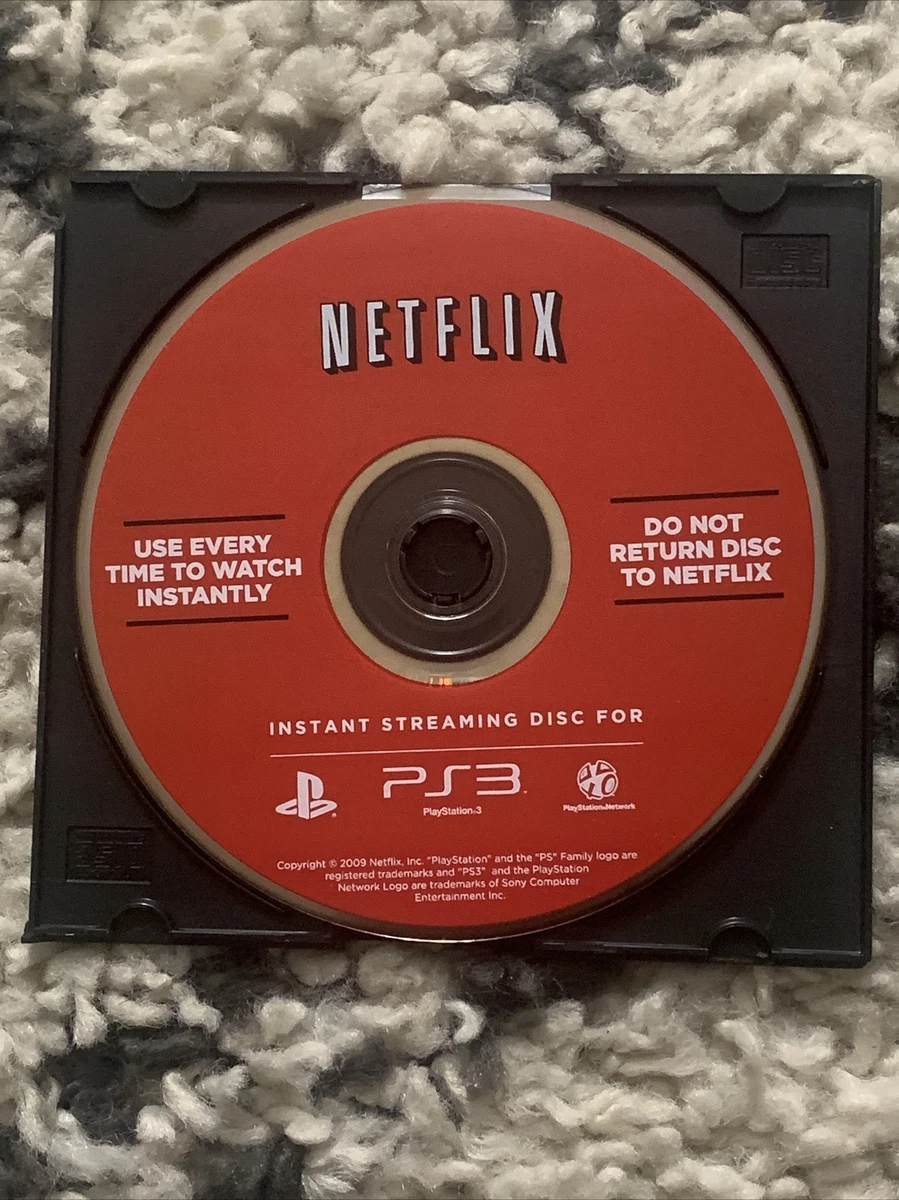 NETFLIX
USE EVERY
TIME TO WATCH
INSTANTLY
DO NOT
RETURN DISC
TO NETFLIX
INSTANT STREAMING DISC FOR
PS3
PlayStation®3
PlayStation®Network
Copyright © 2009 Netflix, Inc. "PlayStation" and the "PS" Family logo are
registered trademarks and "PS3" and the PlayStation
Network Logo are trademarks of Sony Computer
Entertainment Inc.